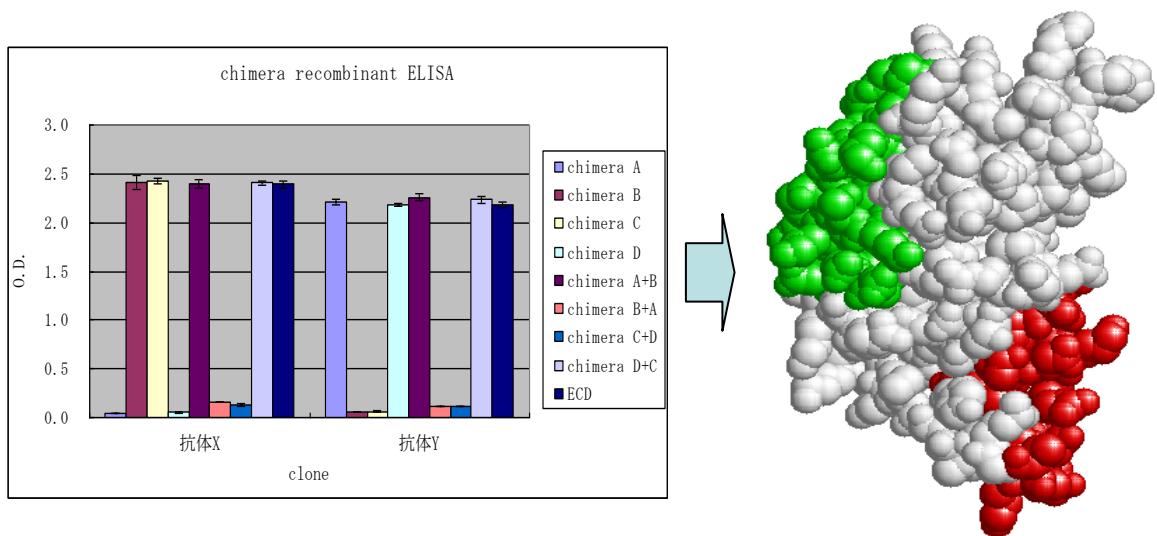 chimera recombinant ELISA
O.D.
3.0
2.5
2.0
1.5
1.0
0.5
0.0
抗体X
抗体Y
clone
chimera A
chimera B
chimera C
chimera D
chimera A+B
chimera B+A
chimera C+D
chimera D+C
ECD